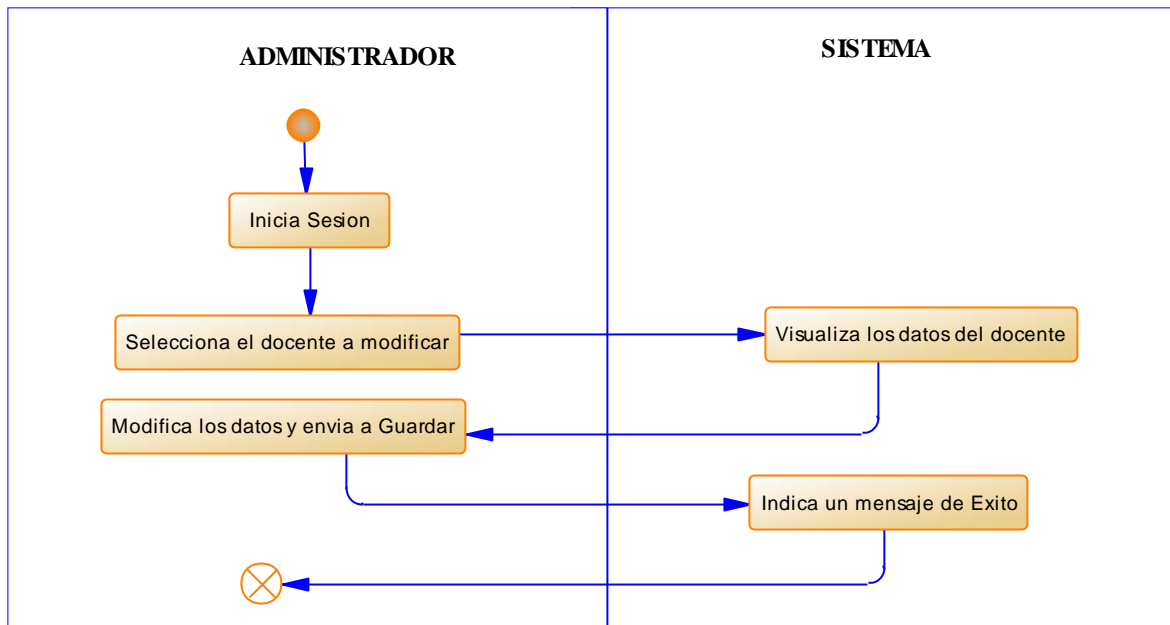 ADMINISTRADOR
SISTEMA
Inicia Sesion
Selecciona el docente a modificar
Visualiza los datos del docente
Modifica los datos y envia a Guardar
Indica un mensaje de Exito